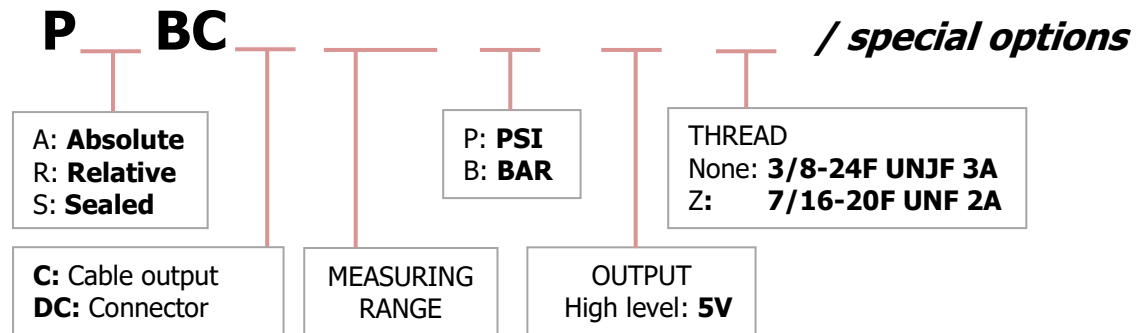 P BC / special options
A: Absolute
R: Relative
S: Sealed
P: PSI
B: BAR
THREAD
None: 3/8-24F UNJF 3A
Z: 7/16-20F UNF 2A
C: Cable output
DC: Connector
MEASURING
RANGE
OUTPUT
High level: 5V